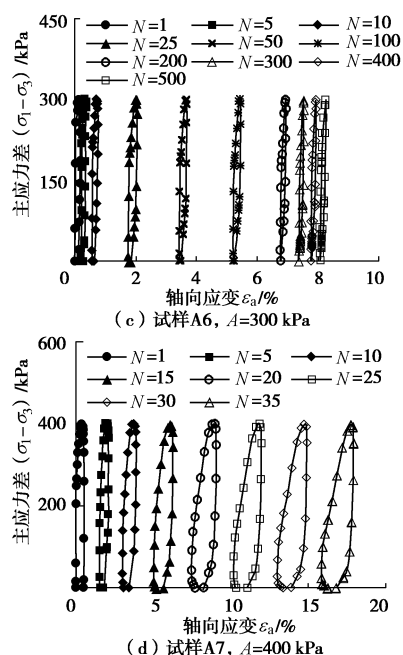 N=1 N=5 N=10
N=25 N=50 N=100
N=200 N=300 N=400
N=500
主应力差 (σ1−σ3) /kPa
450
300
150
0 2 4 6 8 10
轴向应变εa/%
(c) 试样A6, A=300 kPa
N=1 N=5 N=10
N=15 N=20 N=25
N=30 N=35
主应力差 (σ1−σ3) /kPa
600
400
200
0 5 10 15 20
轴向应变εa/%
(d) 试样A7, A=400 kPa